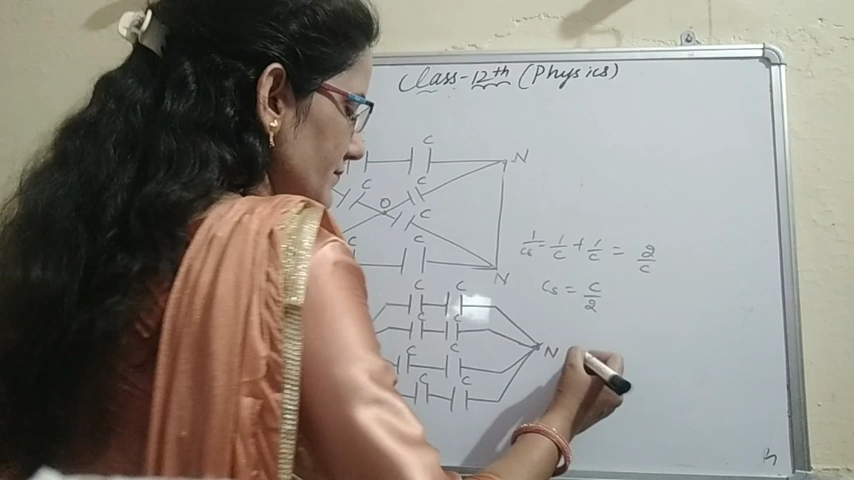 Class-12th (Physics)
C
N
C
C
O
C
C
C
N
1/Cs = 1/C + 1/C = 2/C
Cs = C/2
C C
C C
N
C C
C C